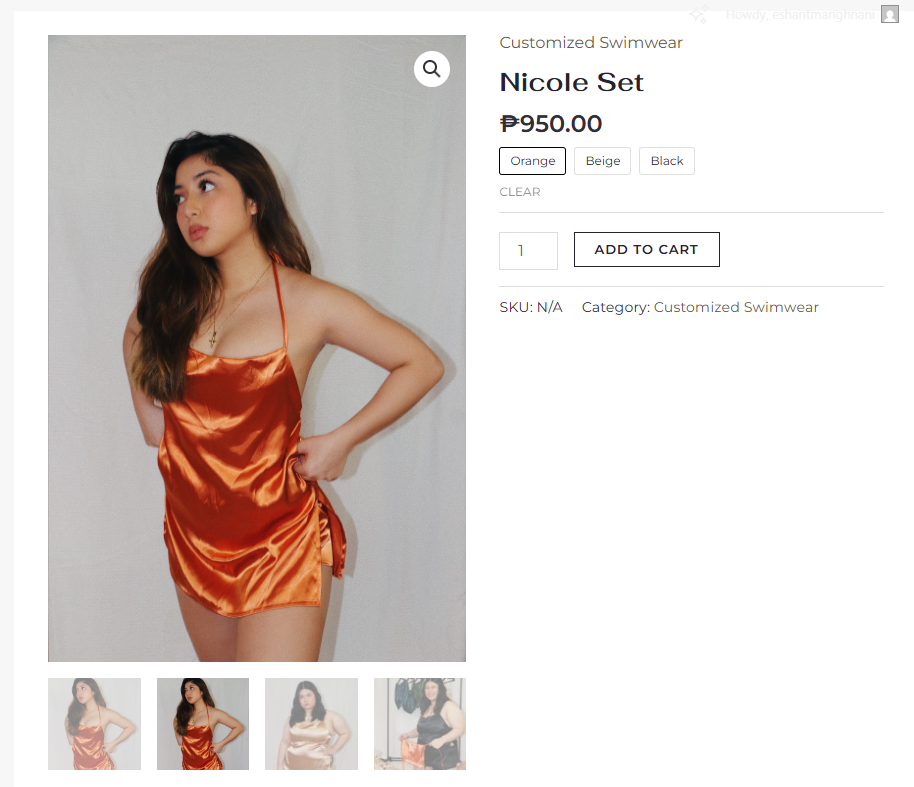 Howdy, eshantmanghnani
Customized Swimwear
Nicole Set
₱950.00
Orange Beige Black
CLEAR
1 ADD TO CART
SKU: N/A Category: Customized Swimwear